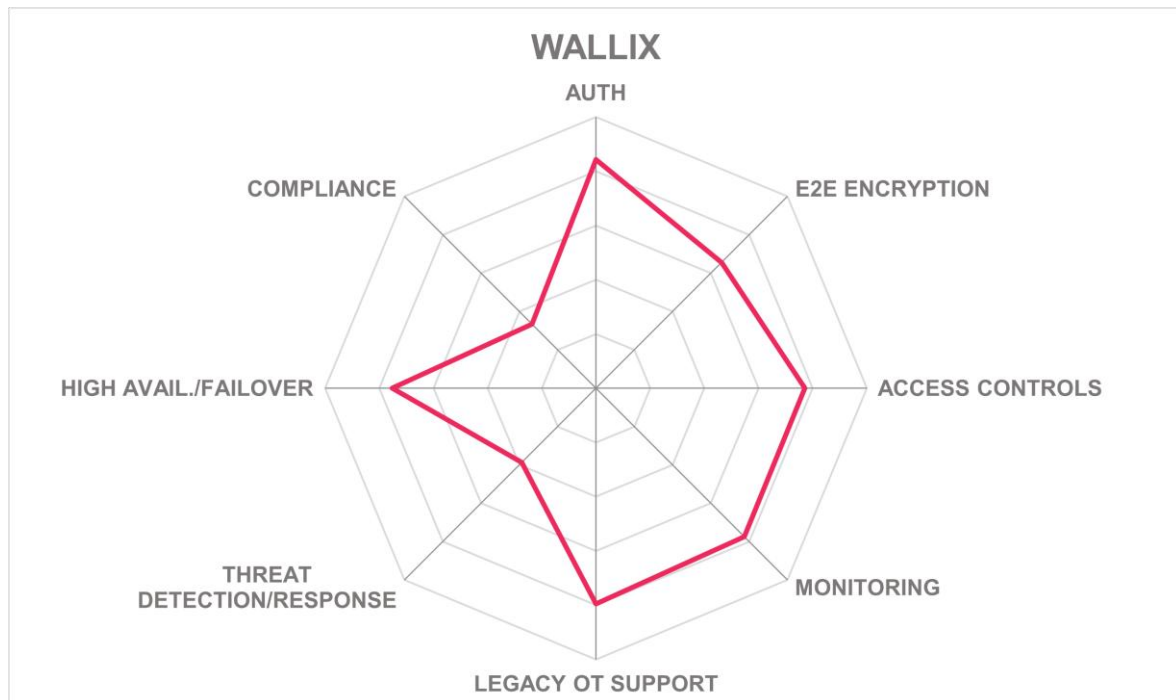 WALLIX
AUTH
COMPLIANCE
E2E ENCRYPTION
HIGH AVAIL./FAILOVER
ACCESS CONTROLS
THREAT
DETECTION/RESPONSE
MONITORING
LEGACY OT SUPPORT